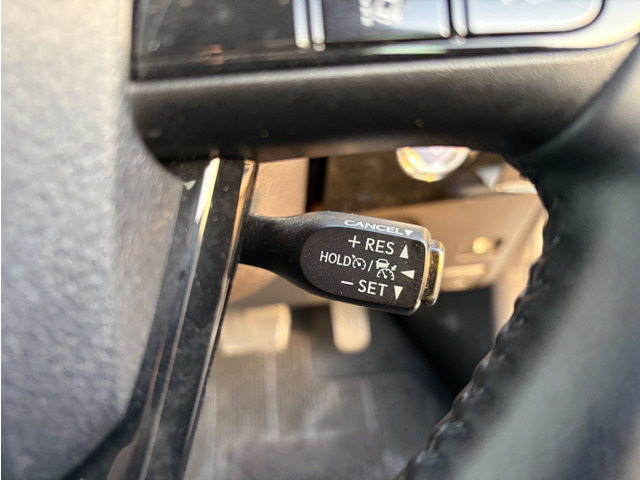 CANCEL▼
+ RES ▲
HOLD / ◄
− SET ▼